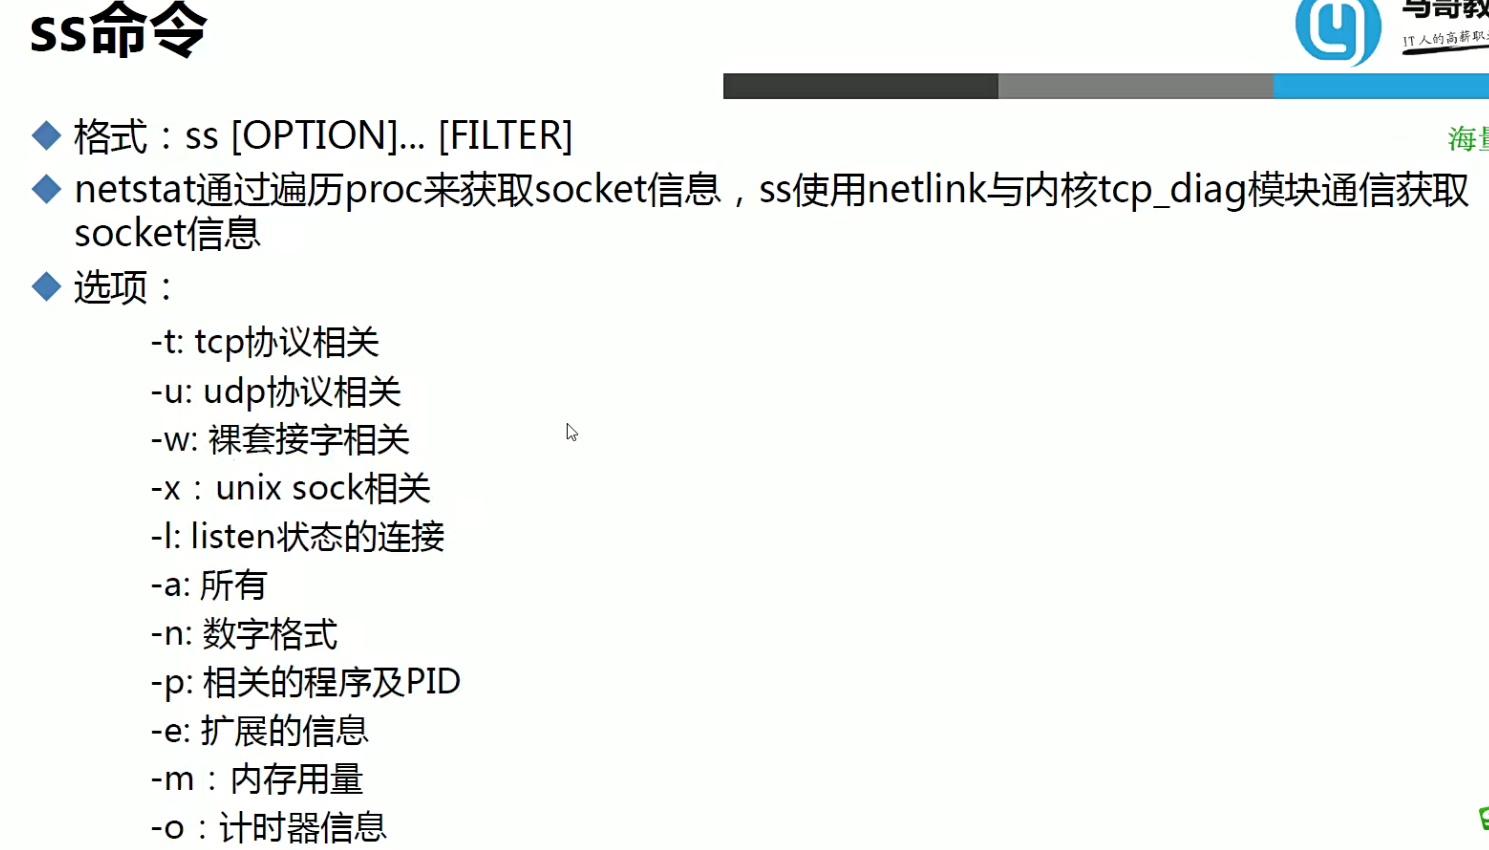 ss命令
IT人的高薪职
格式：ss [OPTION]... [FILTER]
海
netstat通过遍历proc来获取socket信息，ss使用netlink与内核tcp_diag模块通信获取
socket信息
选项：
-t: tcp协议相关
-u: udp协议相关
-w: 裸套接字相关
-x：unix sock相关
-l: listen状态的连接
-a: 所有
-n: 数字格式
-p: 相关的程序及PID
-e: 扩展的信息
-m：内存用量
-o：计时器信息